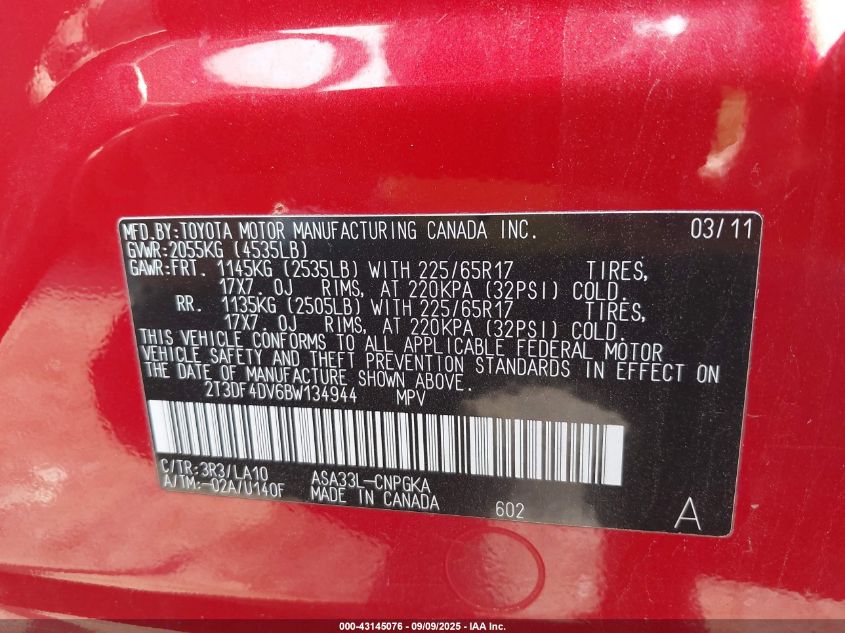 MFD.BY:TOYOTA MOTOR MANUFACTURING CANADA INC. 03/11
GVWR:2055KG (4535LB)
GAWR:FRT. 1145KG (2535LB) WITH 225/65R17 TIRES,
17X7.0J RIMS, AT 220KPA (32PSI) COLD.
RR. 1135KG (2505LB) WITH 225/65R17 TIRES,
17X7.0J RIMS, AT 220KPA (32PSI) COLD.
THIS VEHICLE CONFORMS TO ALL APPLICABLE FEDERAL MOTOR
VEHICLE SAFETY AND THEFT PREVENTION STANDARDS IN EFFECT ON
THE DATE OF MANUFACTURE SHOWN ABOVE.
2T3DF4DV6BW134944 MPV
C/TR:3R3/LA10 ASA33L-CNPGKA
A/TM:-02A/U140F MADE IN CANADA 602 A
000-43145076 - 09/09/2025 - IAA Inc.